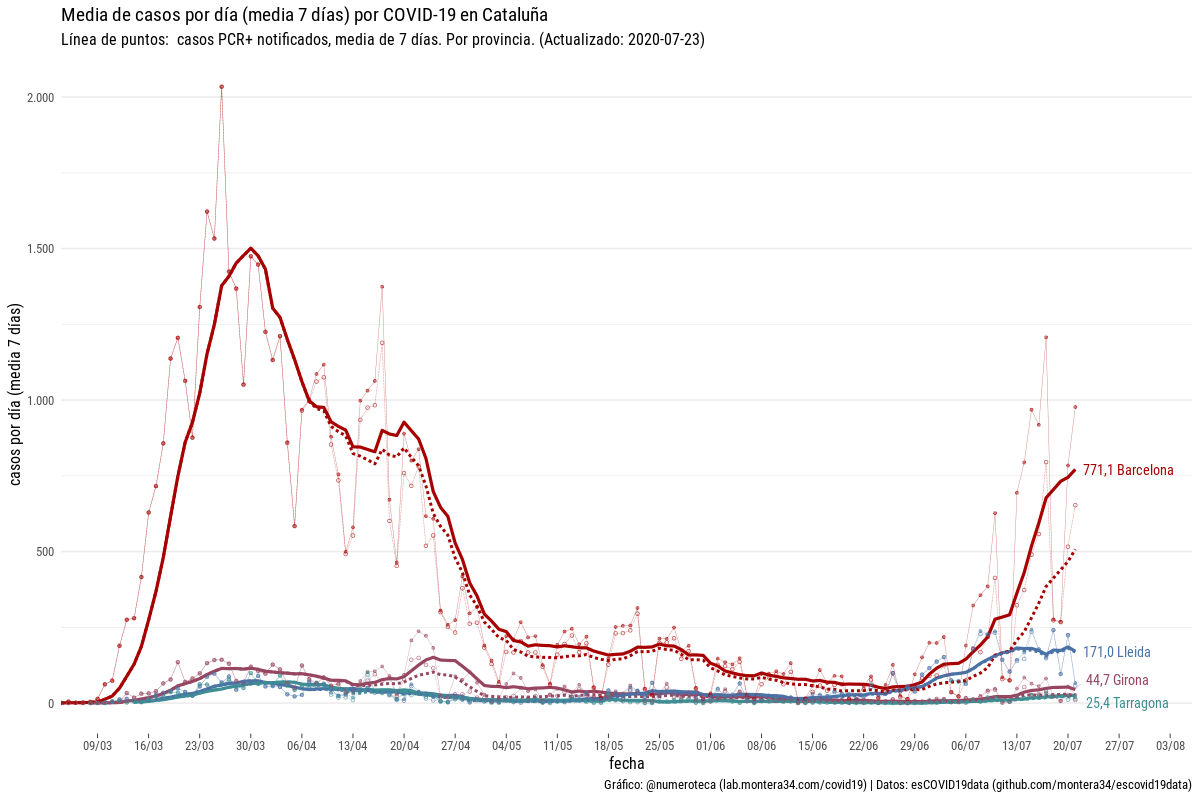 Media de casos por día (media 7 días) por COVID-19 en Cataluña
Línea de puntos:  casos PCR+ notificados, media de 7 días. Por provincia. (Actualizado: 2020-07-23)
casos por día (media 7 días)
2.000
1.500
1.000
500
0
771,1 Barcelona
171,0 Lleida
44,7 Girona
25,4 Tarragona
09/03 16/03 23/03 30/03 06/04 13/04 20/04 27/04 04/05 11/05 18/05 25/05 01/06 08/06 15/06 22/06 29/06 06/07 13/07 20/07 27/07 03/08
fecha
Gráfico: @numeroteca (lab.montera34.com/covid19) | Datos: esCOVID19data (github.com/montera34/escovid19data)